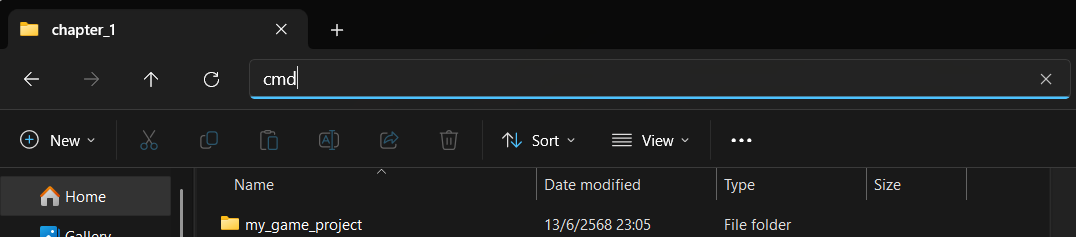 chapter_1
cmd
New Sort View
Name Date modified Type Size
Home
my_game_project 13/6/2568 23:05 File folder
Gallery